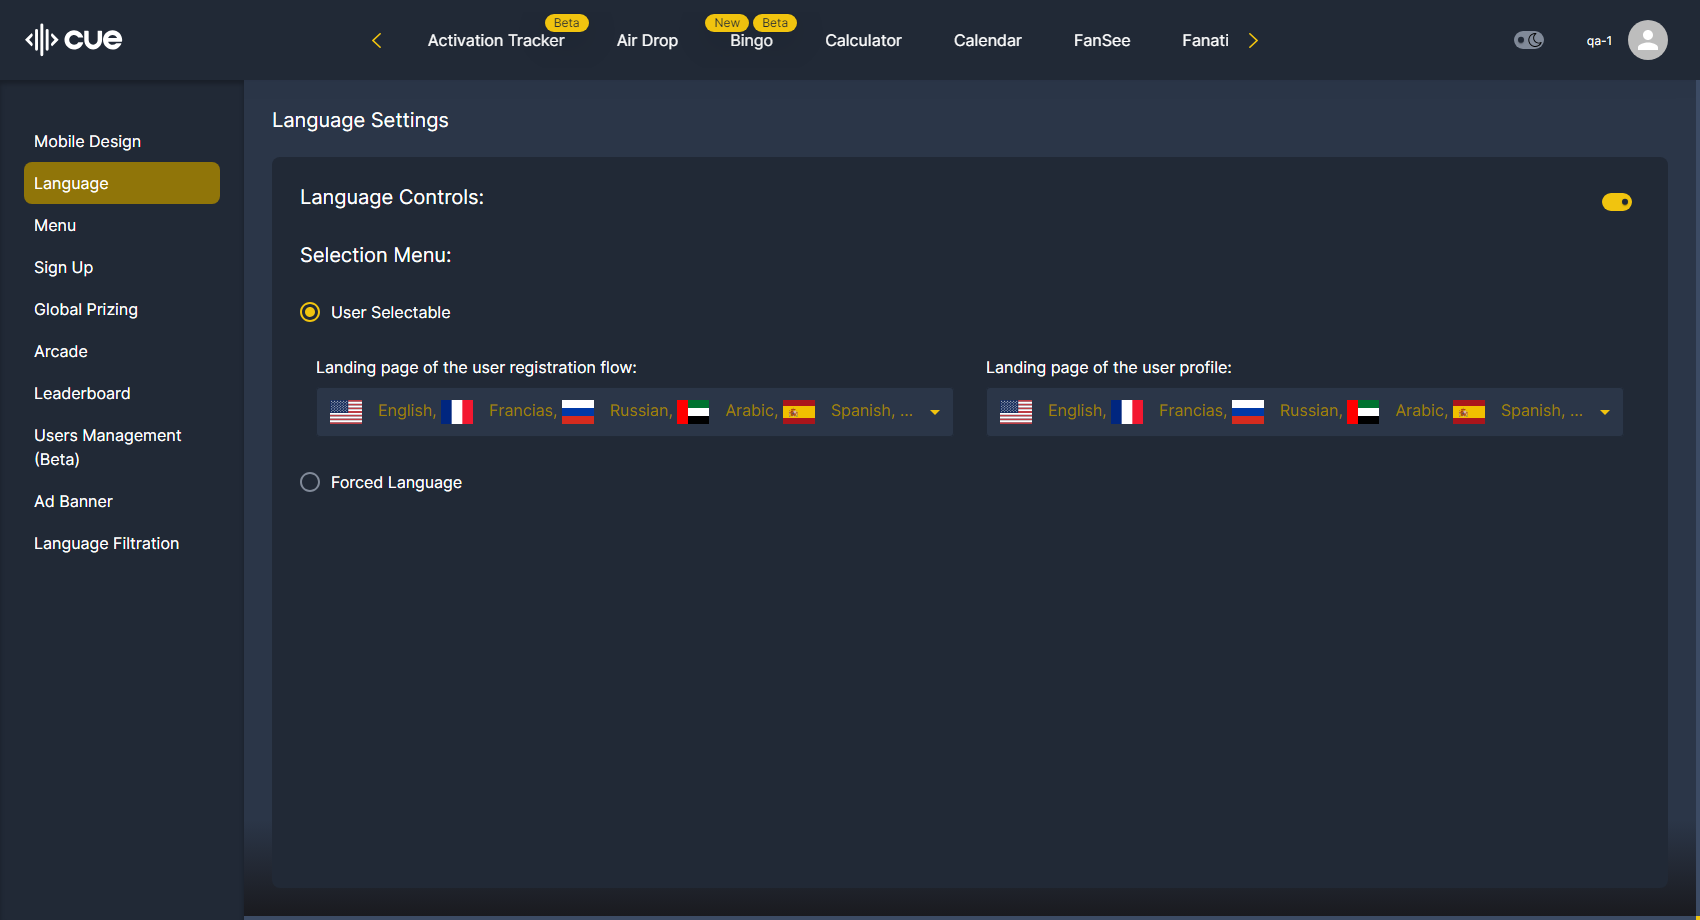 cue
Beta
New Beta
Activation Tracker Air Drop Bingo Calculator Calendar FanSee Fanati
qa-1
Mobile Design
Language
Menu
Sign Up
Global Prizing
Arcade
Leaderboard
Users Management
(Beta)
Ad Banner
Language Filtration
Language Settings
Language Controls:
Selection Menu:
User Selectable
Landing page of the user registration flow:
English, Francias, Russian, Arabic, Spanish, ...
Landing page of the user profile:
English, Francias, Russian, Arabic, Spanish, ...
Forced Language